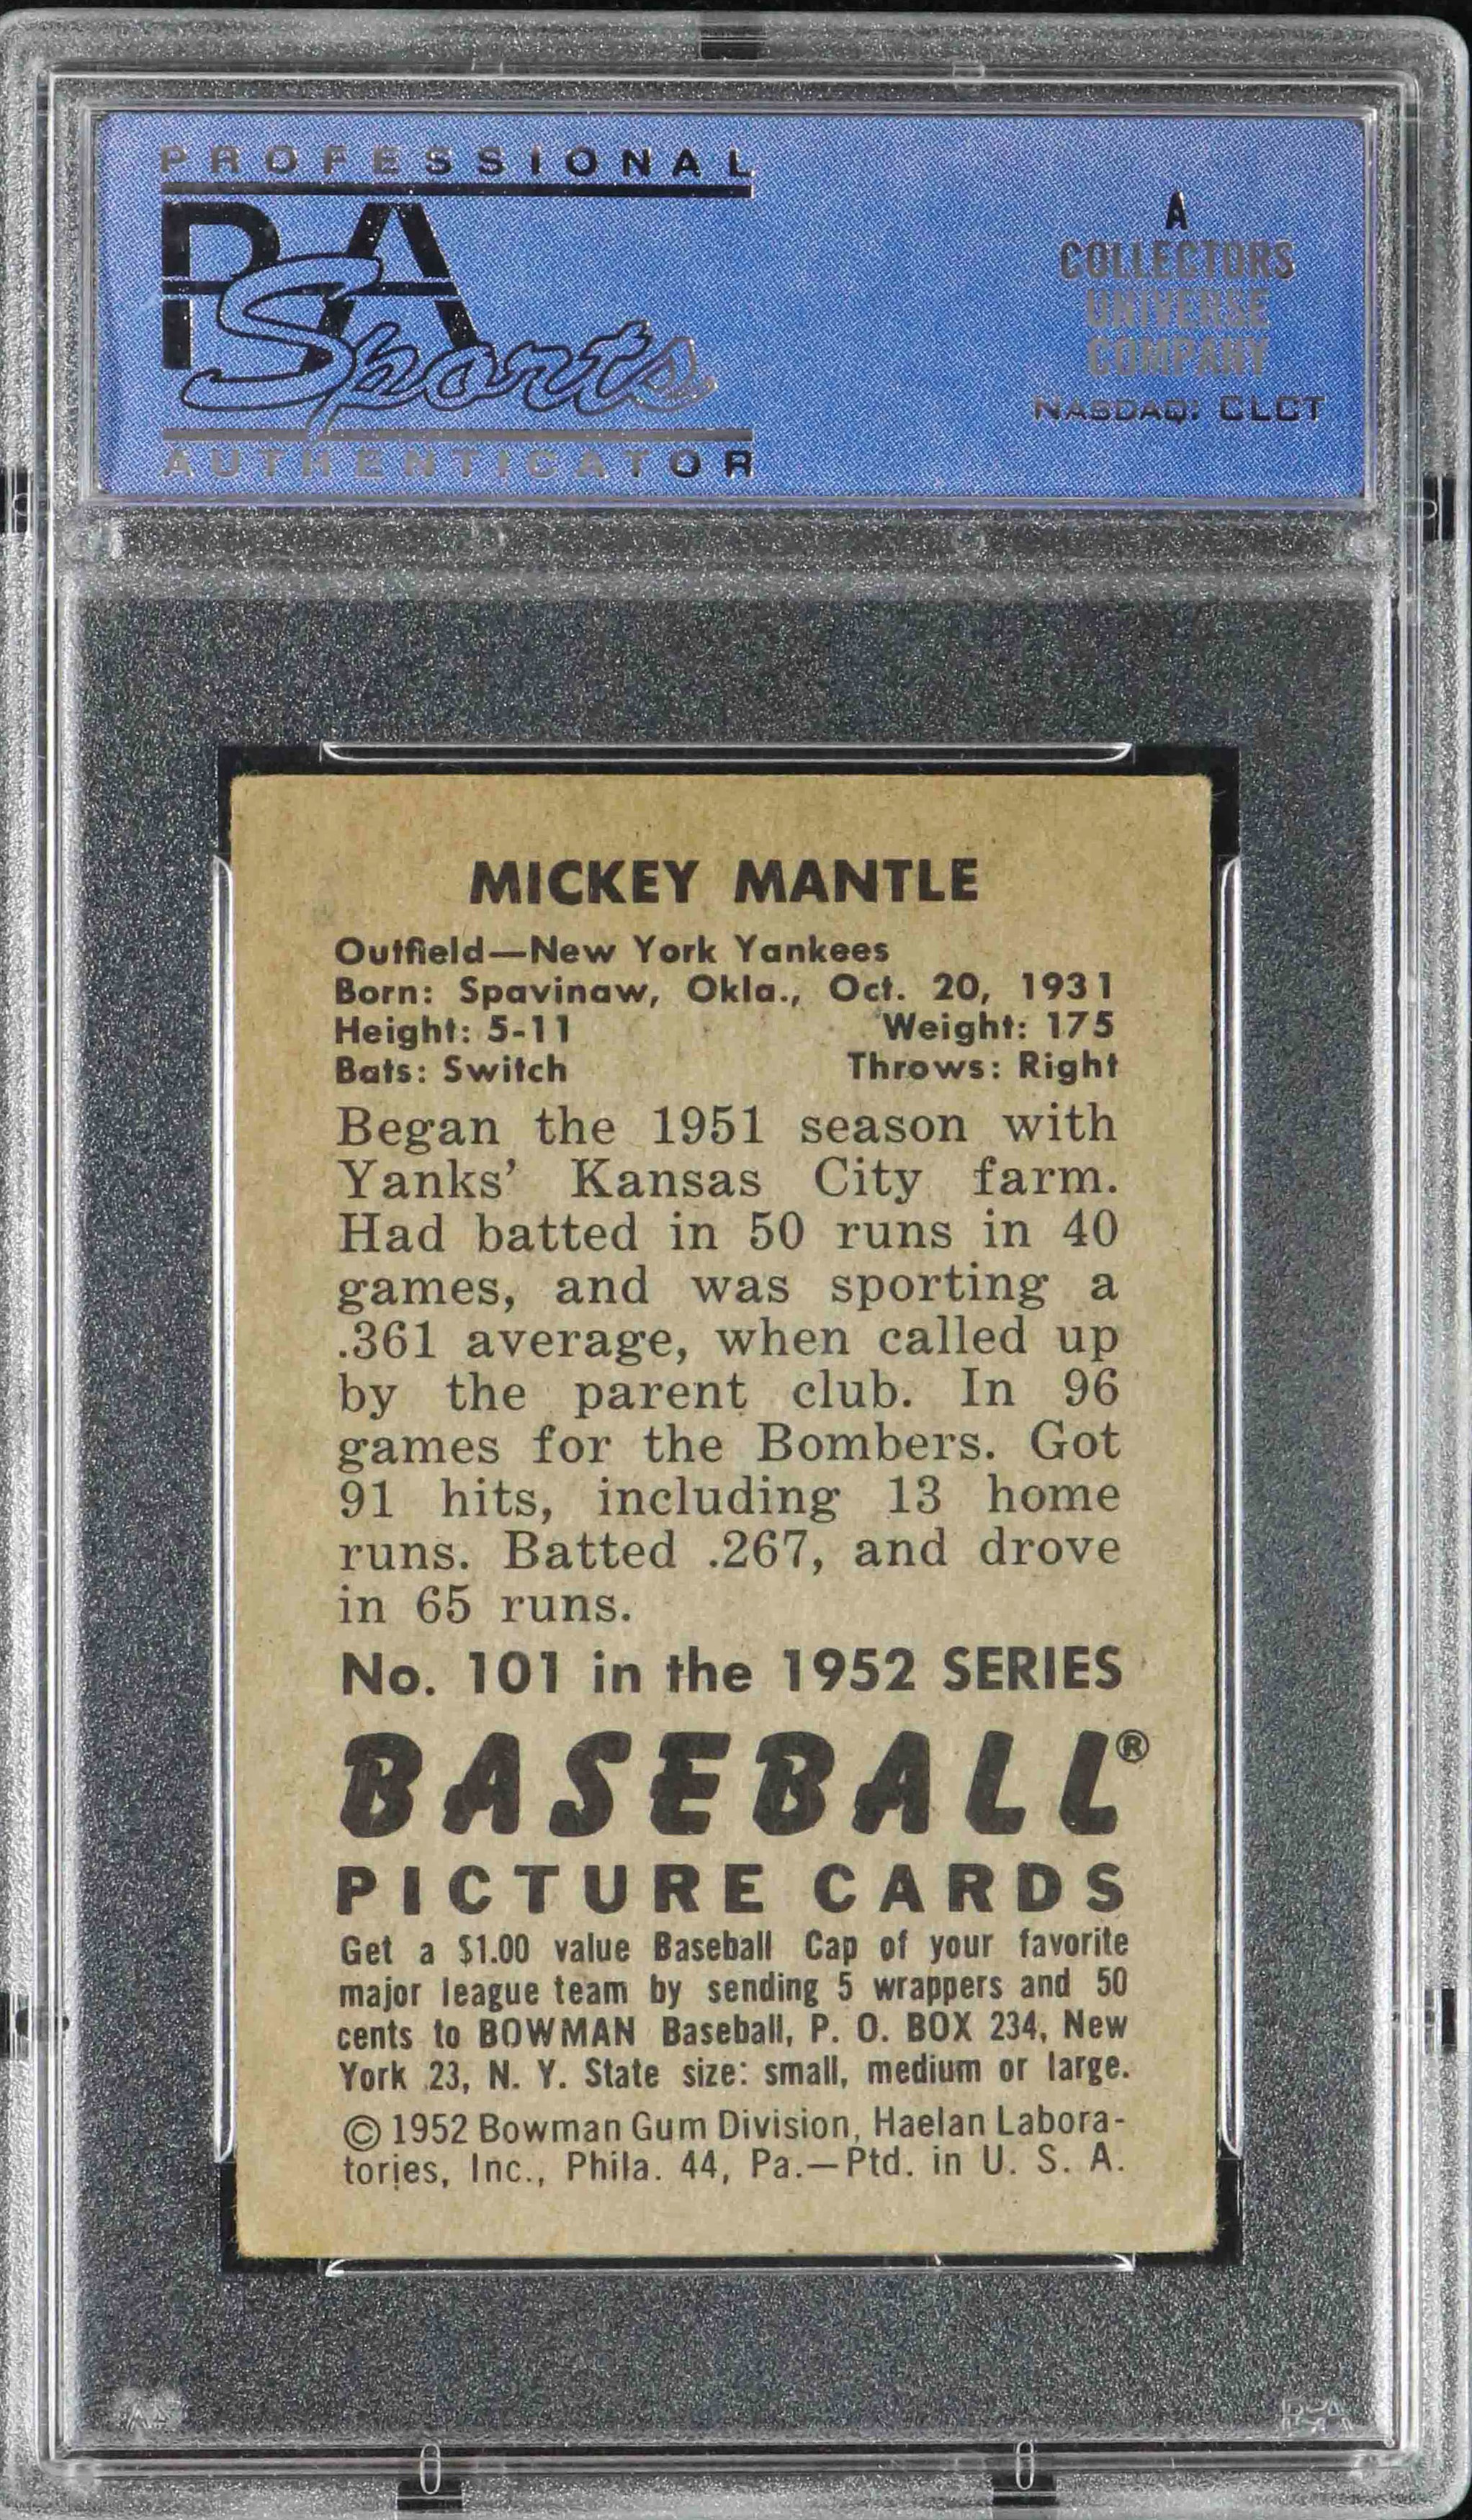 PROFESSIONAL
PSA
Sports
AUTHENTICATOR
A
COLLECTORS
UNIVERSE
COMPANY
NASDAQ: CLCT
MICKEY MANTLE
Outfield—New York Yankees
Born: Spavinaw, Okla., Oct. 20, 1931
Height: 5-11 Weight: 175
Bats: Switch Throws: Right
Began the 1951 season with
Yanks’ Kansas City farm.
Had batted in 50 runs in 40
games, and was sporting a
.361 average, when called up
by the parent club. In 96
games for the Bombers. Got
91 hits, including 13 home
runs. Batted .267, and drove
in 65 runs.
No. 101 in the 1952 SERIES
BASEBALL®
PICTURE CARDS
Get a $1.00 value Baseball Cap of your favorite
major league team by sending 5 wrappers and 50
cents to BOWMAN Baseball, P. O. BOX 234, New
York 23, N. Y. State size: small, medium or large.
© 1952 Bowman Gum Division, Haelan Labora-
tories, Inc., Phila. 44, Pa.—Ptd. in U. S. A.
PSA